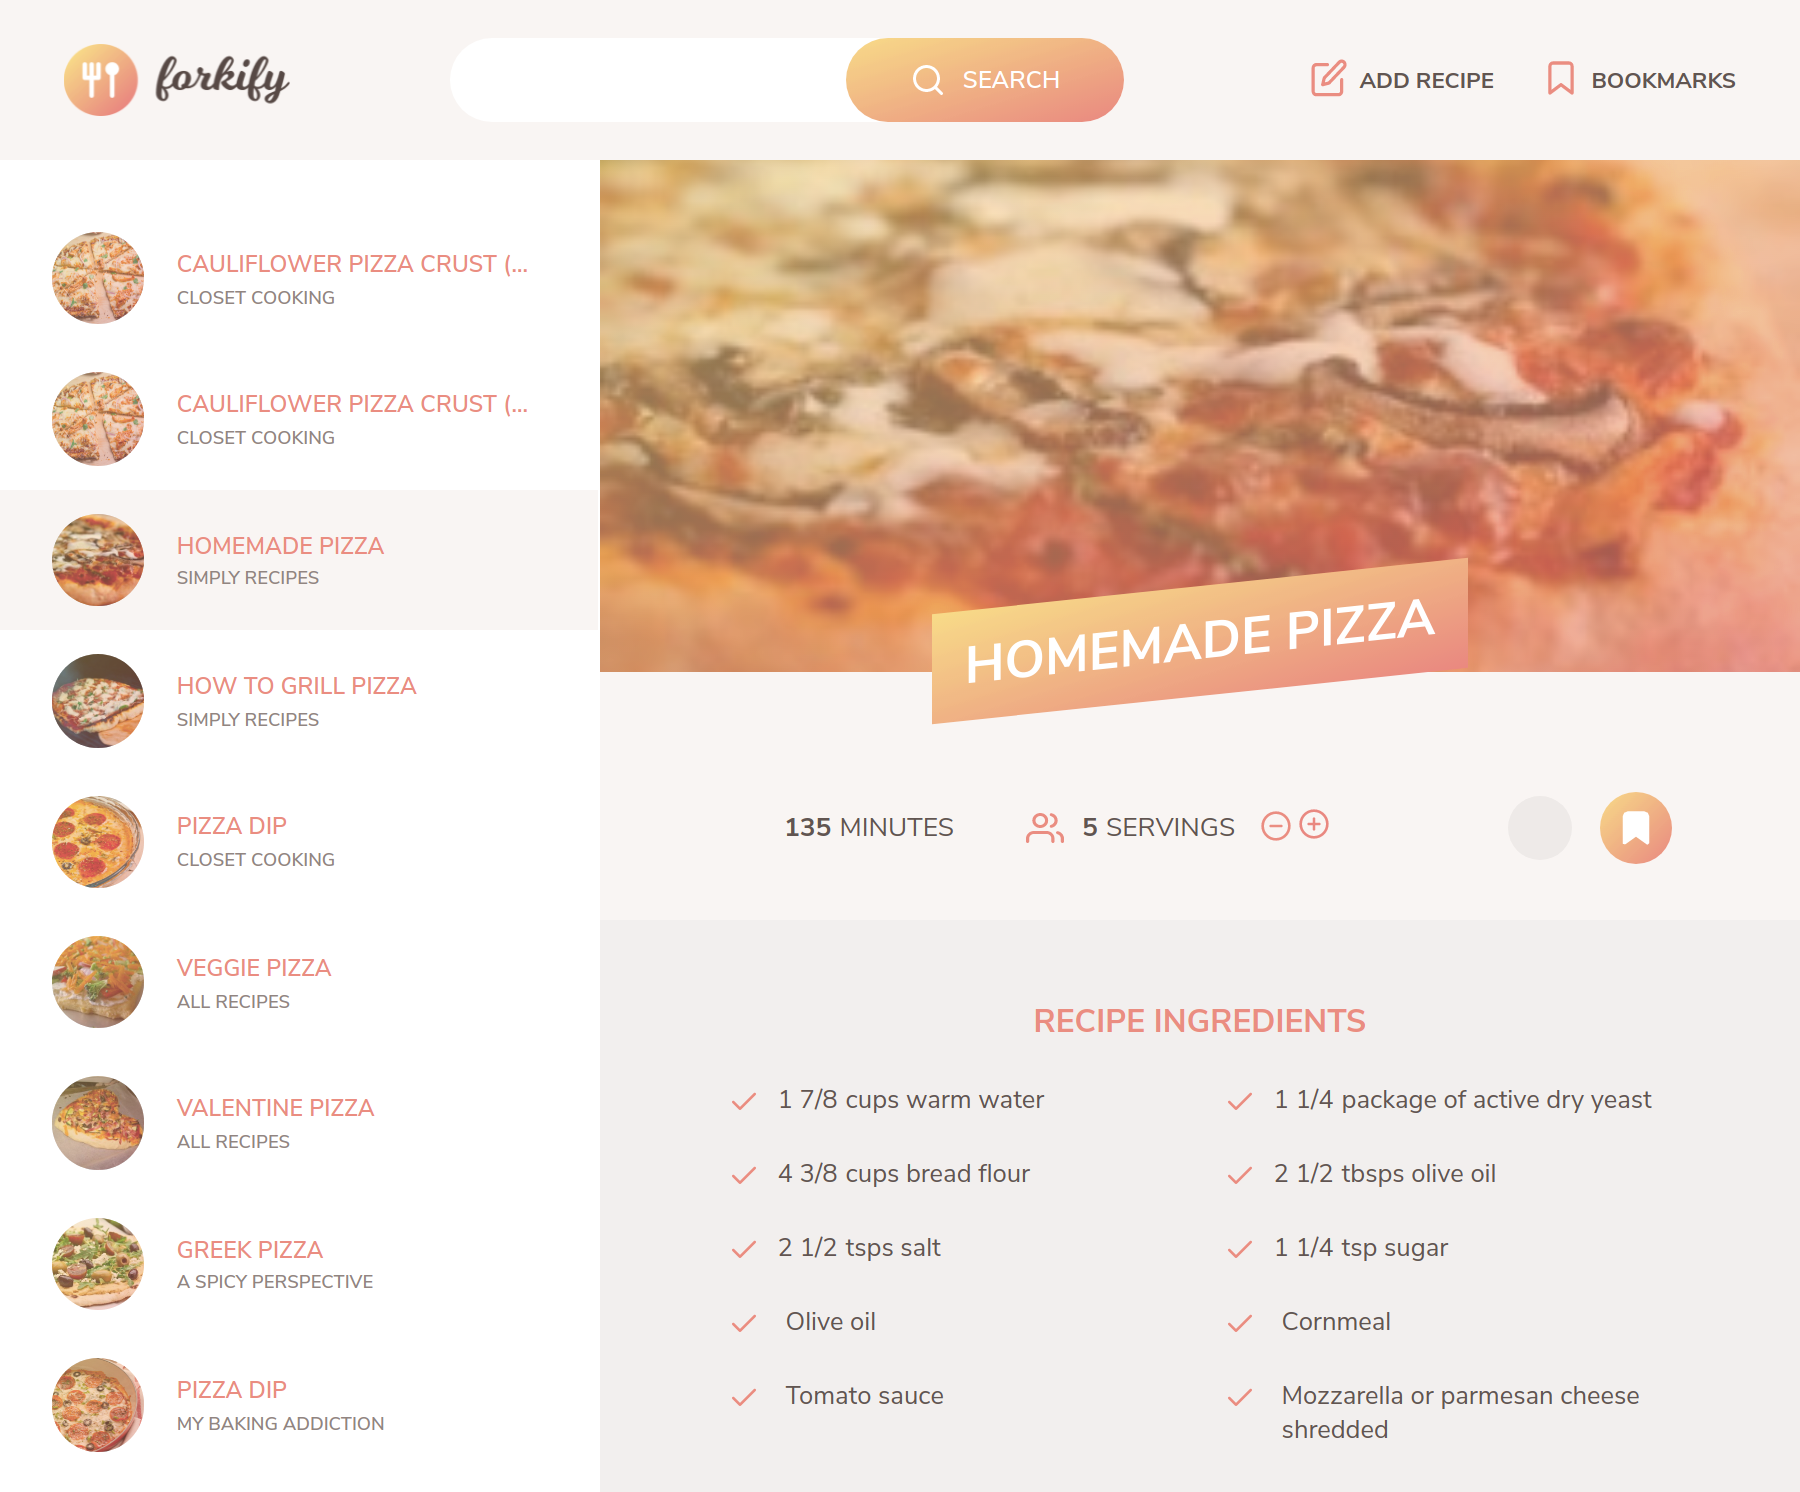 forkify
SEARCH
ADD RECIPE
BOOKMARKS
CAULIFLOWER PIZZA CRUST (...
CLOSET COOKING
CAULIFLOWER PIZZA CRUST (...
CLOSET COOKING
HOMEMADE PIZZA
SIMPLY RECIPES
HOW TO GRILL PIZZA
SIMPLY RECIPES
PIZZA DIP
CLOSET COOKING
VEGGIE PIZZA
ALL RECIPES
VALENTINE PIZZA
ALL RECIPES
GREEK PIZZA
A SPICY PERSPECTIVE
PIZZA DIP
MY BAKING ADDICTION
HOMEMADE PIZZA
135 MINUTES
5 SERVINGS
RECIPE INGREDIENTS
1 7/8 cups warm water
1 1/4 package of active dry yeast
4 3/8 cups bread flour
2 1/2 tbsps olive oil
2 1/2 tsps salt
1 1/4 tsp sugar
Olive oil
Cornmeal
Tomato sauce
Mozzarella or parmesan cheese
shredded